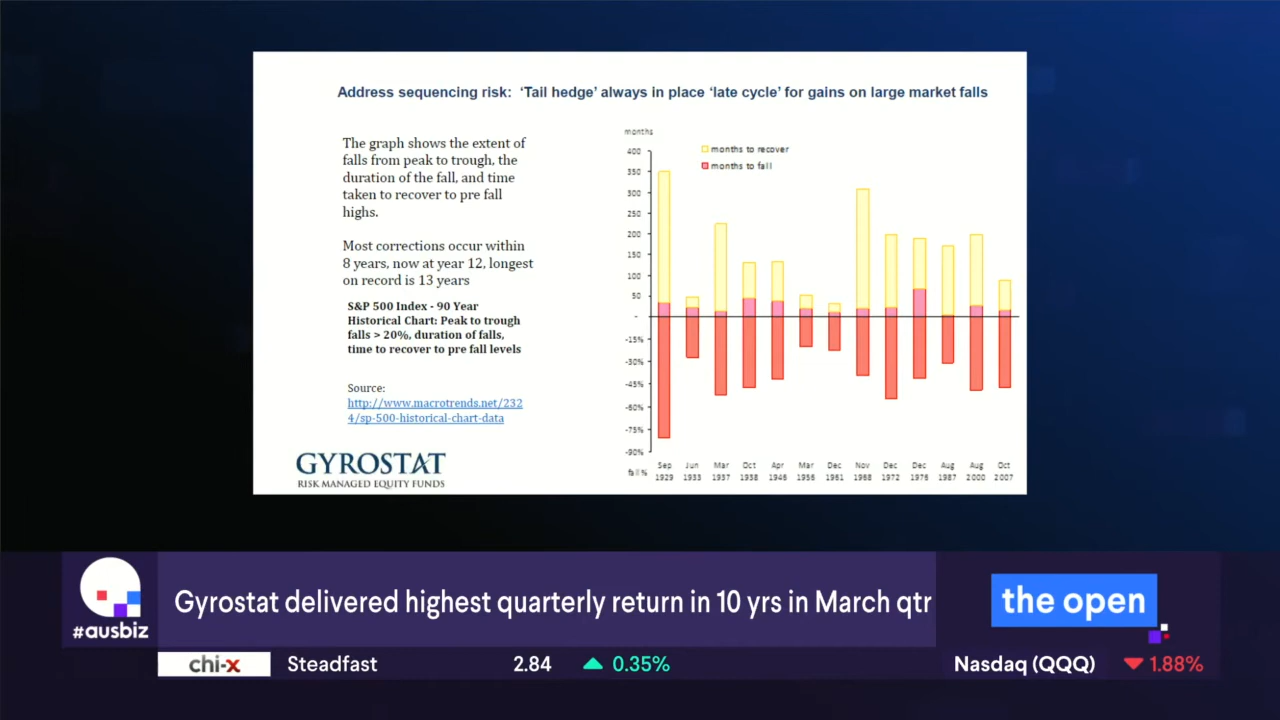 Address sequencing risk: 'Tail hedge' always in place 'late cycle' for gains on large market falls
The graph shows the extent of
falls from peak to trough, the
duration of the fall, and time
taken to recover to pre fall
highs.
Most corrections occur within
8 years, now at year 12, longest
on record is 13 years
S&P 500 Index - 90 Year
Historical Chart: Peak to trough
falls > 20%, duration of falls,
time to recover to pre fall levels
Source:
http://www.macrotrends.net/232
4/sp-500-historical-chart-data
GYROSTAT
RISK MANAGED EQUITY FUNDS
months
months to recover
months to fall
400
350
300
250
200
150
100
50
-
-15%
-30%
-45%
-60%
-75%
-90%
fall%
Sep Jun Mar Oct Apr Mar Dec Nov Dec Dec Aug Aug Oct
1929 1933 1937 1938 1946 1956 1961 1968 1972 1976 1987 2000 2007
#ausbiz
Gyrostat delivered highest quarterly return in 10 yrs in March qtr
the open
chi-x Steadfast 2.84 0.35% Nasdaq (QQQ) 1.88%